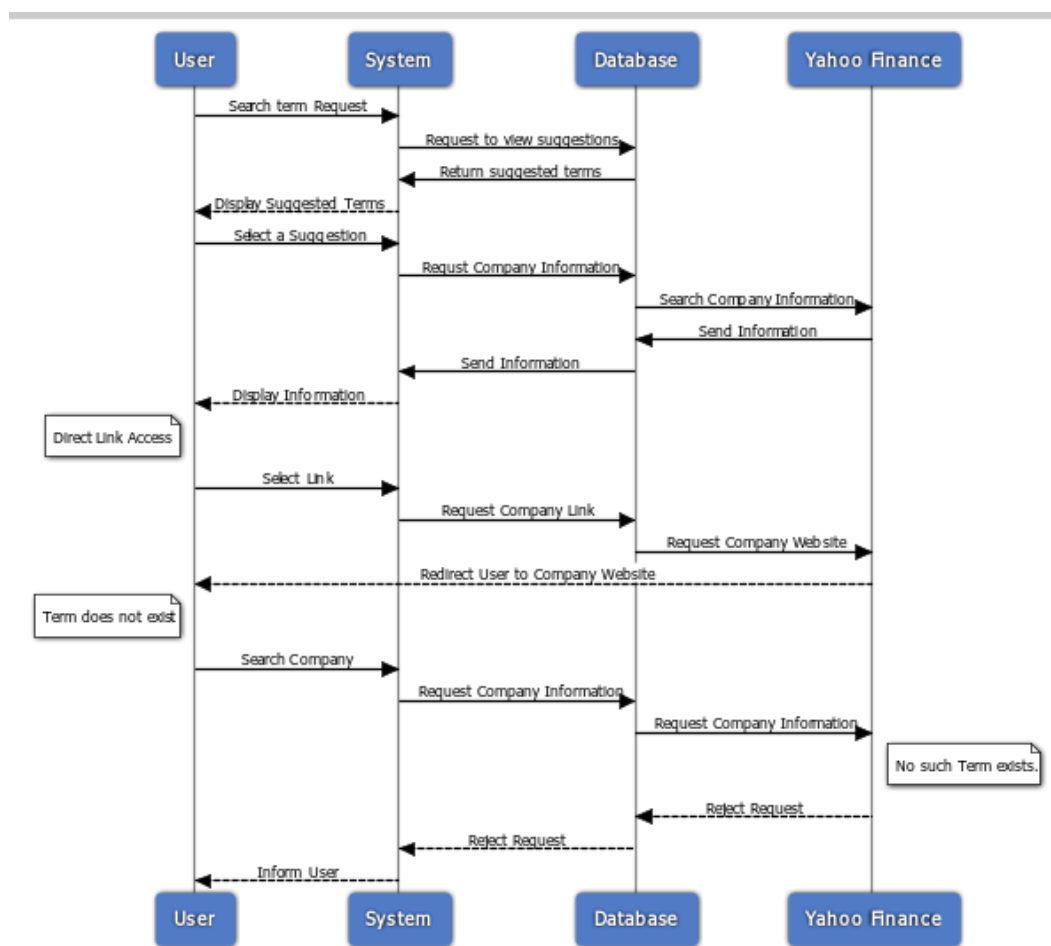 User
System
Database
Yahoo Finance
Search term Request
Request to view suggestions
Return suggested terms
Display Suggested Terms
Select a Suggestion
Requst Company Information
Search Company Information
Send Information
Send Information
Display Information
Direct Link Access
Select Link
Request Company Link
Request Company Website
Redirect User to Company Website
Term does not exist
Search Company
Request Company Information
Request Company Information
No such Term exists.
Reject Request
Reject Request
Inform User
User
System
Database
Yahoo Finance